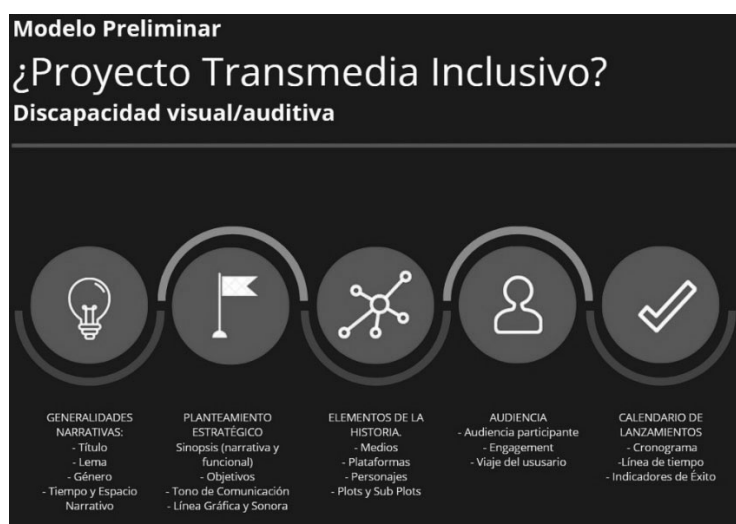 Modelo Preliminar
¿Proyecto Transmedia Inclusivo?
Discapacidad visual/auditiva
GENERALIDADES
NARRATIVAS:
- Título
- Lema
- Género
- Tiempo y Espacio
Narrativo
PLANTEAMIENTO
ESTRATÉGICO
Sinopsis (narrativa y
funcional)
- Objetivos
- Tono de Comunicación
- Línea Gráfica y Sonora
ELEMENTOS DE LA
HISTORIA.
- Medios
- Plataformas
- Personajes
- Plots y Sub Plots
AUDIENCIA
- Audiencia participante
- Engagement
- Viaje del ususario
CALENDARIO DE
LANZAMIENTOS
- Cronograma
-Línea de tiempo
- Indicadores de Éxito